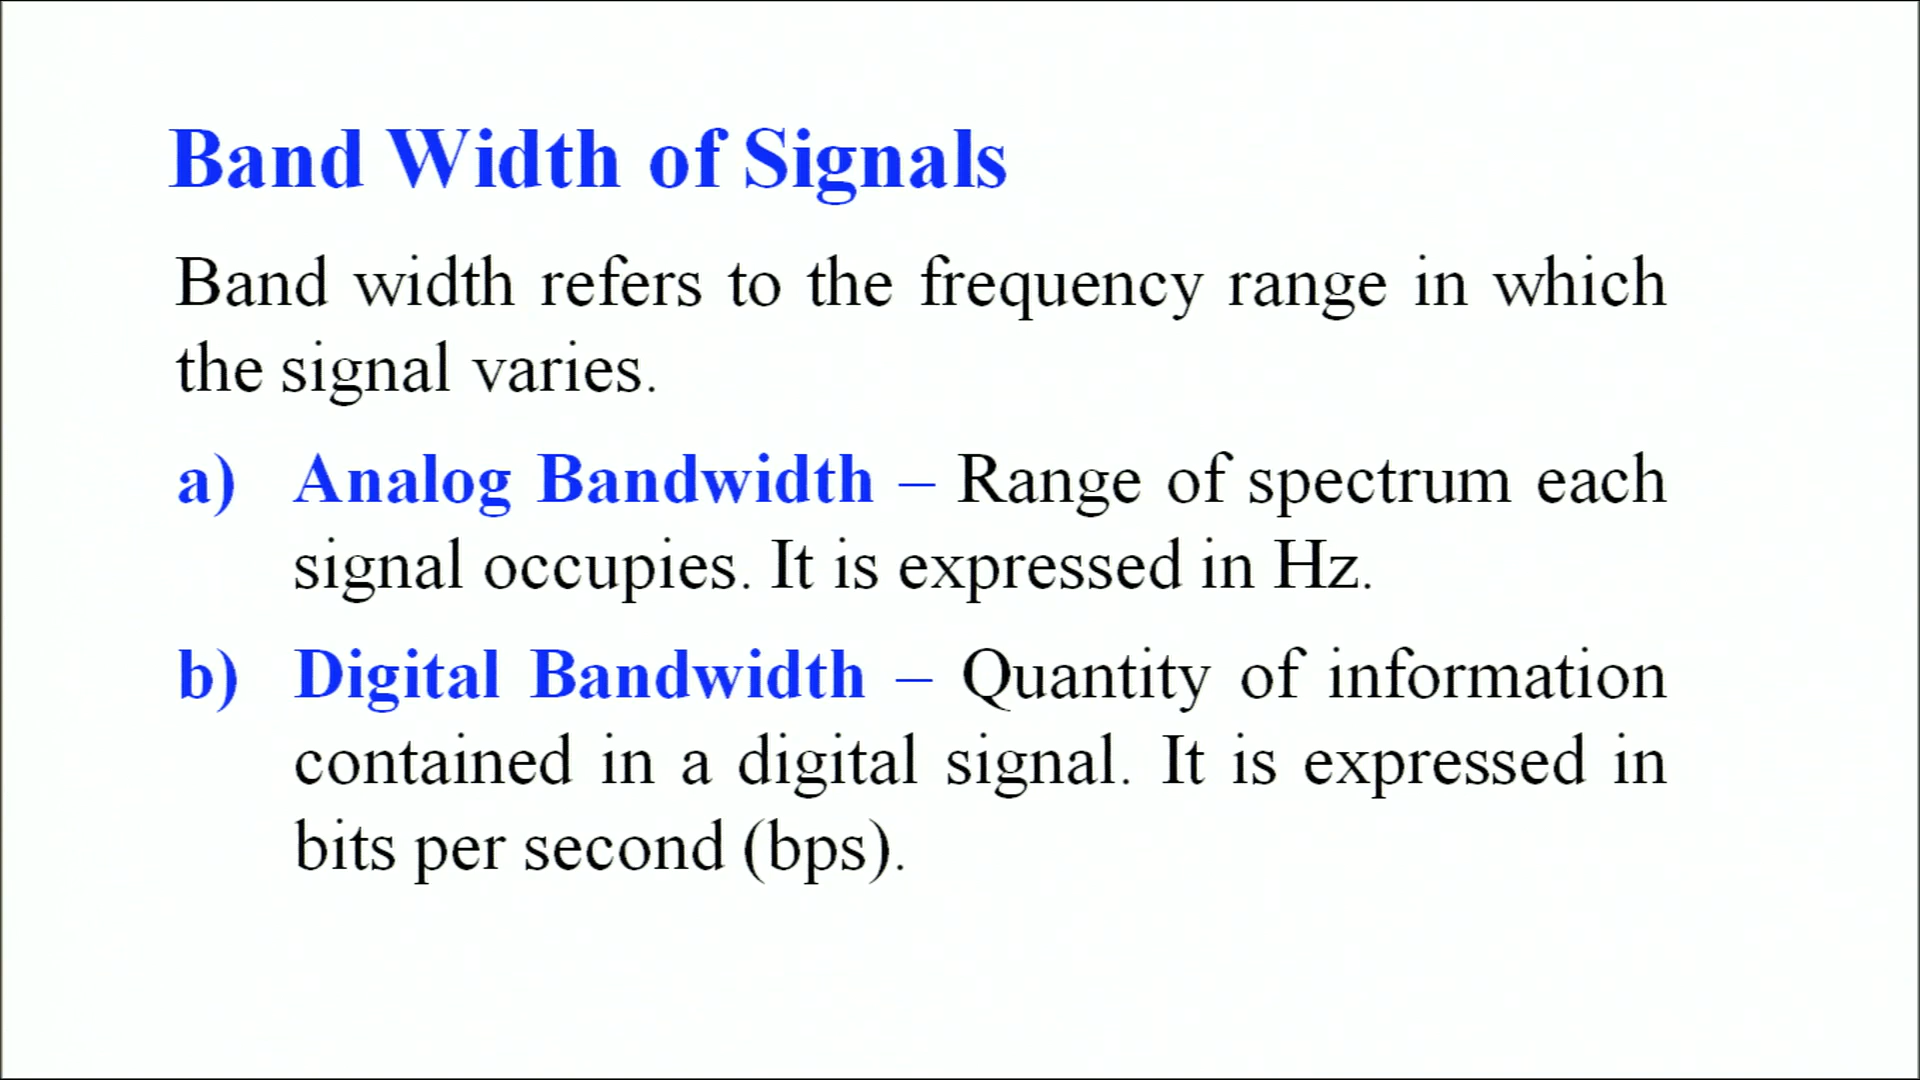 Band Width of Signals
Band width refers to the frequency range in which
the signal varies.
a) Analog Bandwidth – Range of spectrum each
signal occupies. It is expressed in Hz.
b) Digital Bandwidth – Quantity of information
contained in a digital signal. It is expressed in
bits per second (bps).